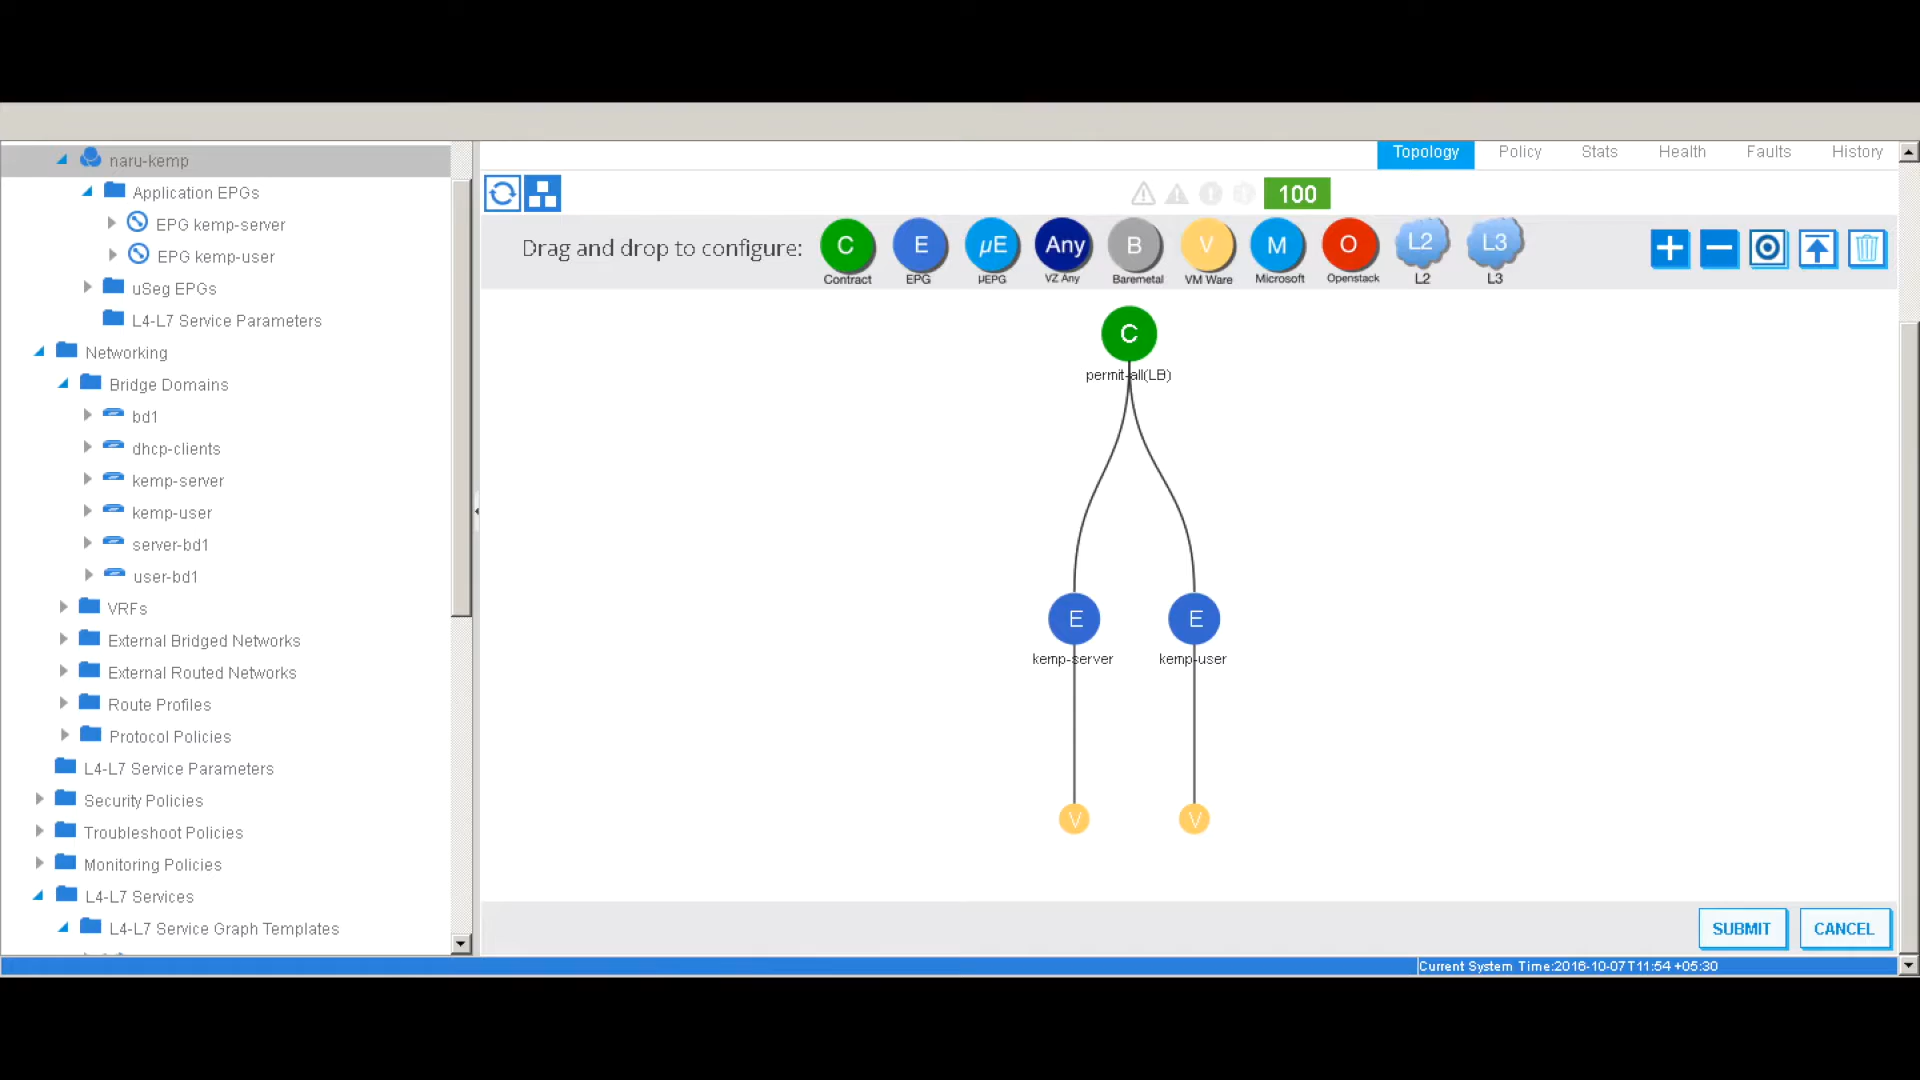 naru-kemp
Application EPGs
EPG kemp-server
EPG kemp-user
uSeg EPGs
L4-L7 Service Parameters
Networking
Bridge Domains
bd1
dhcp-clients
kemp-server
kemp-user
server-bd1
user-bd1
VRFs
External Bridged Networks
External Routed Networks
Route Profiles
Protocol Policies
L4-L7 Service Parameters
Security Policies
Troubleshoot Policies
Monitoring Policies
L4-L7 Services
L4-L7 Service Graph Templates
Topology Policy Stats Health Faults History
100
Drag and drop to configure:
C E µE Any B V M O L2 L3
Contract EPG µEPG VZ Any Baremetal VM Ware Microsoft Openstack L2 L3
C
permit-all(LB)
E E
kemp-server kemp-user
V V
SUBMIT CANCEL
Current System Time:2016-10-07T11:54 +05:30